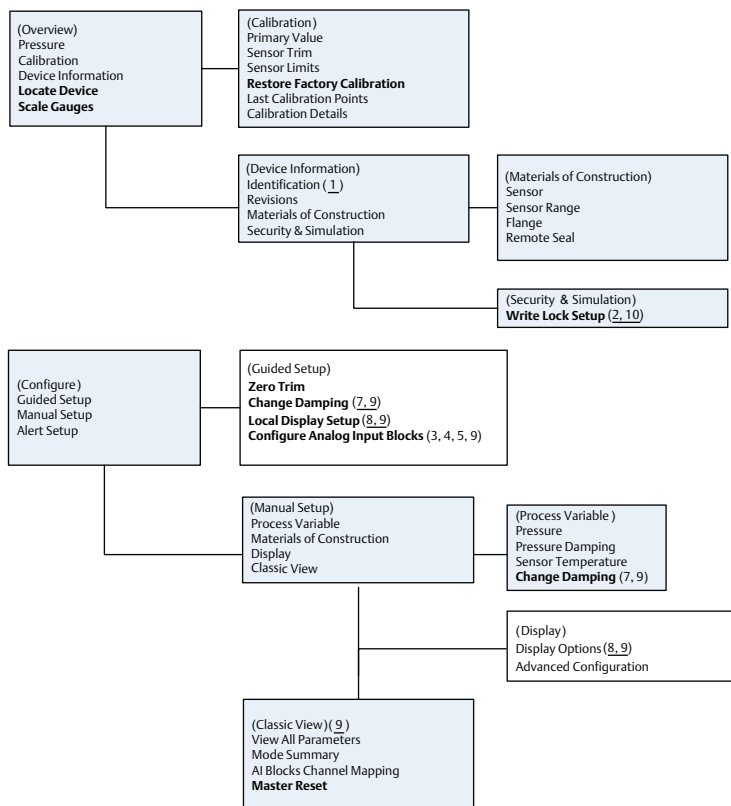 (Overview)
Pressure
Calibration
Device Information
Locate Device
Scale Gauges
(Calibration)
Primary Value
Sensor Trim
Sensor Limits
Restore Factory Calibration
Last Calibration Points
Calibration Details
(Device Information)
Identification (1)
Revisions
Materials of Construction
Security & Simulation
(Materials of Construction)
Sensor
Sensor Range
Flange
Remote Seal
(Security & Simulation)
Write Lock Setup (2, 10)
(Configure)
Guided Setup
Manual Setup
Alert Setup
(Guided Setup)
Zero Trim
Change Damping (7, 9)
Local Display Setup (8, 9)
Configure Analog Input Blocks (3, 4, 5, 9)
(Manual Setup)
Process Variable
Materials of Construction
Display
Classic View
(Process Variable )
Pressure
Pressure Damping
Sensor Temperature
Change Damping (7, 9)
(Display)
Display Options (8, 9)
Advanced Configuration
(Classic View)( 9)
View All Parameters
Mode Summary
AI Blocks Channel Mapping
Master Reset